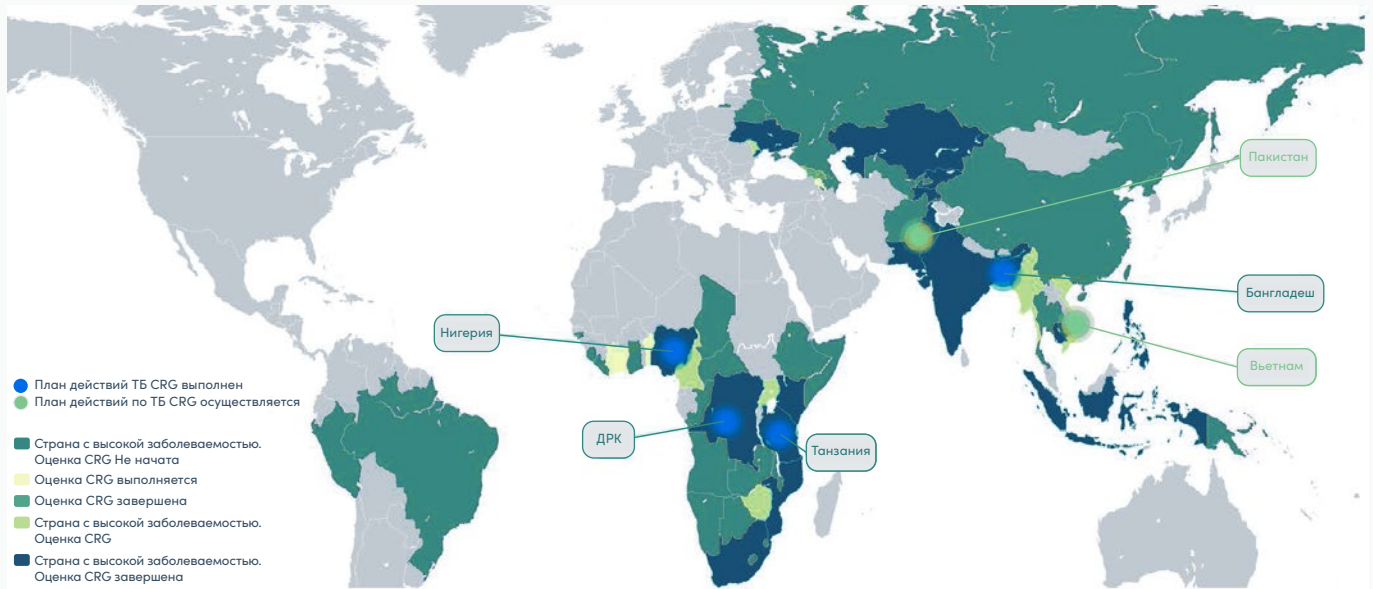 Пакистан
Бангладеш
Нигерия
Вьетнам
План действий ТБ CRG выполнен
План действий по ТБ CRG осуществляется
ДРК
Танзания
Страна с высокой заболеваемостью.
Оценка CRG Не начата
Оценка CRG выполняется
Оценка CRG завершена
Страна с высокой заболеваемостью.
Оценка CRG
Страна с высокой заболеваемостью.
Оценка CRG завершена